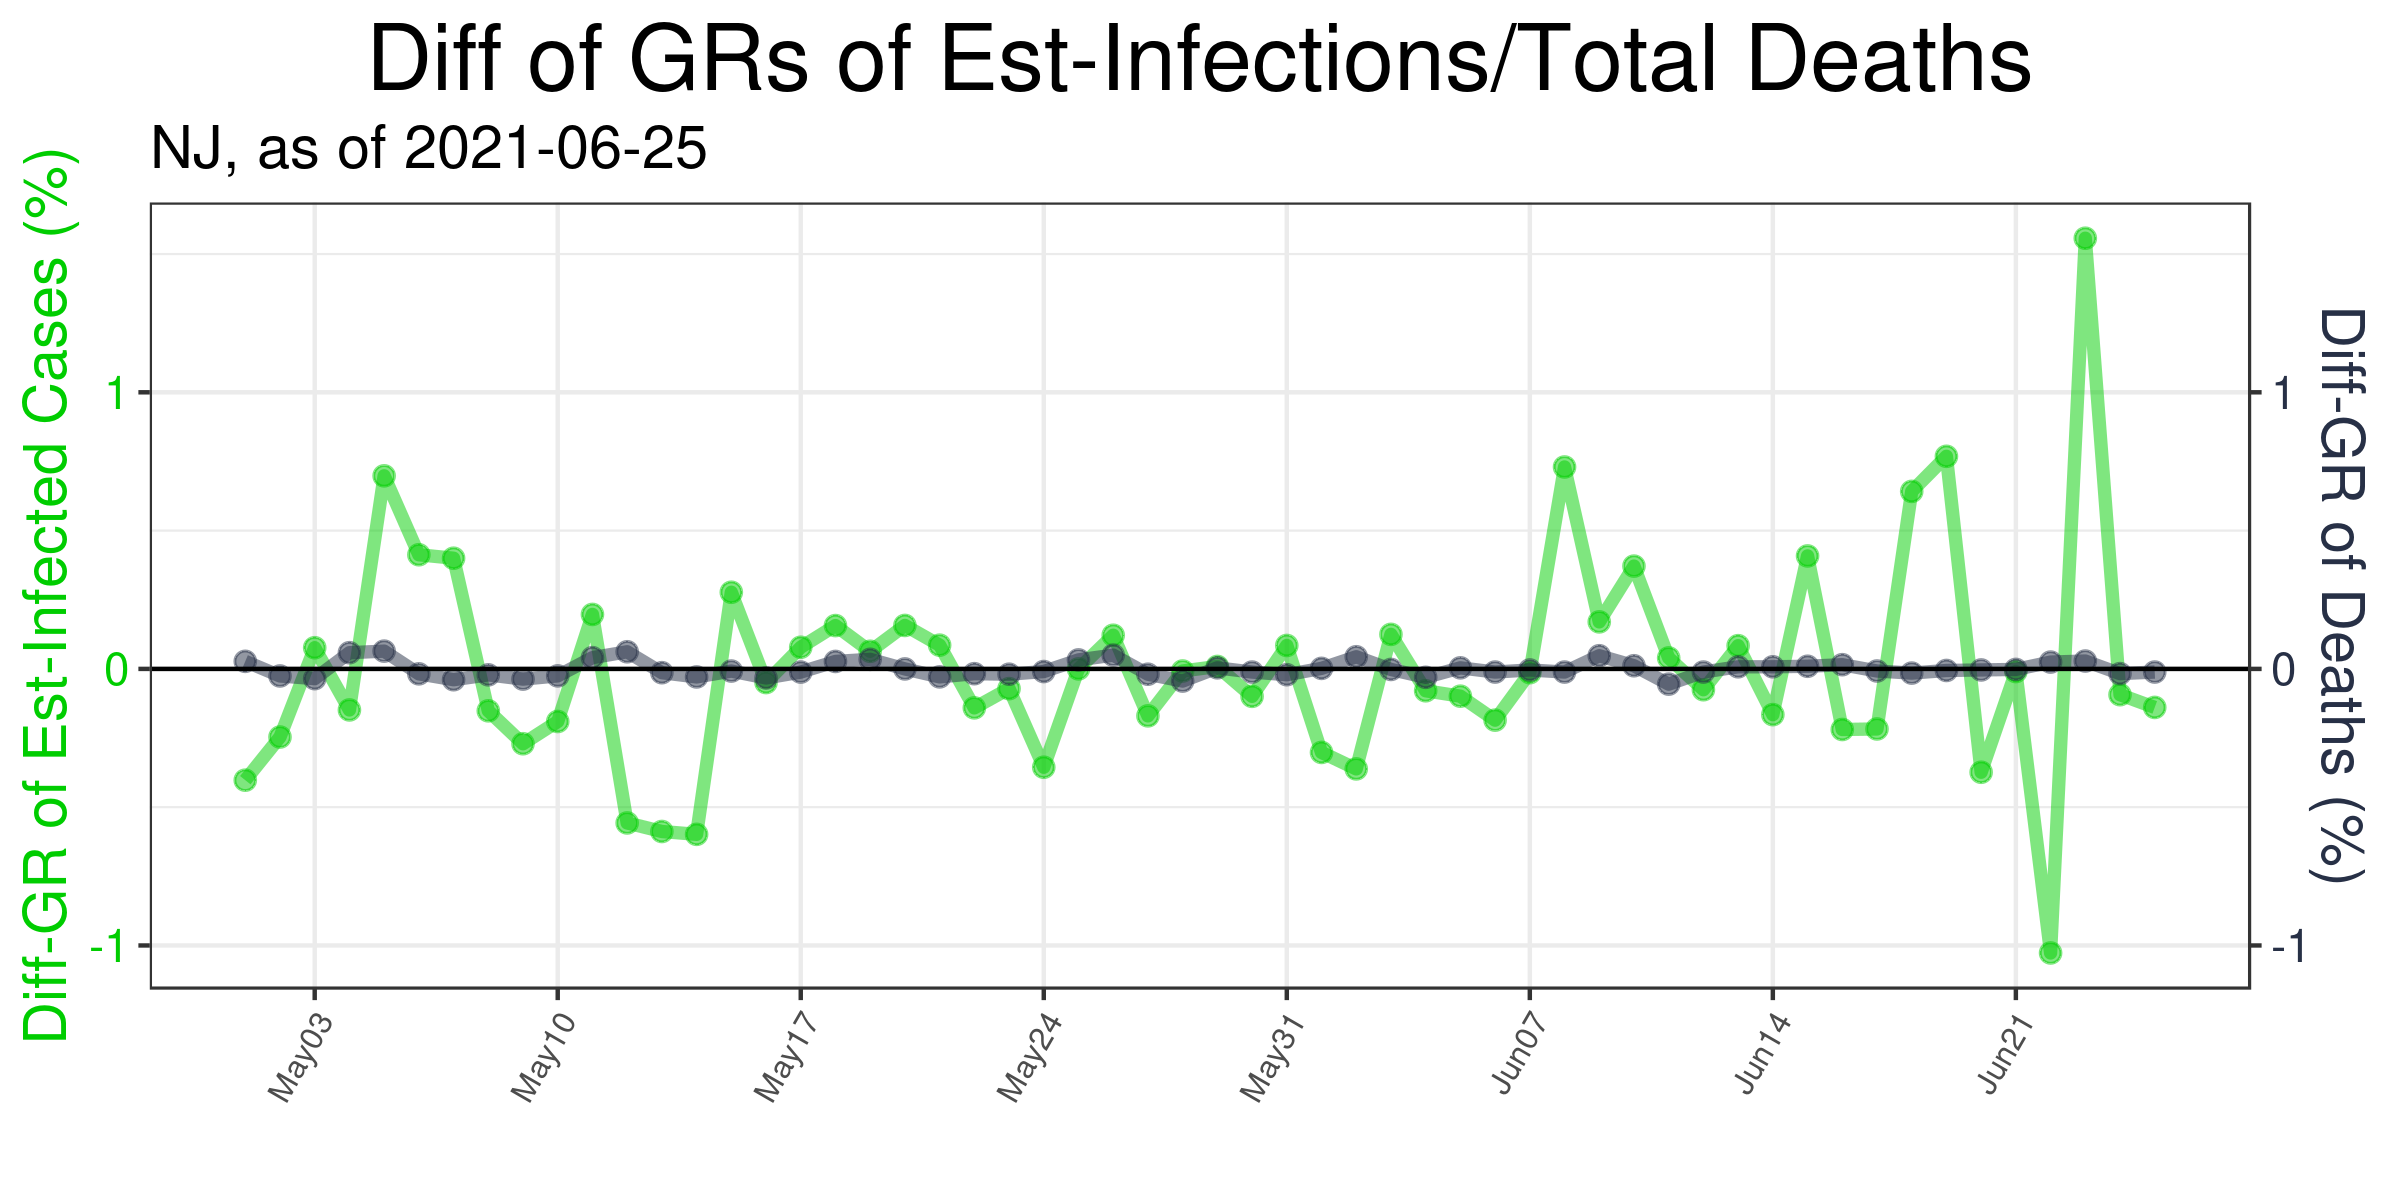 Diff of GRs of Est-Infections/Total Deaths
NJ, as of 2021-06-25
Diff-GR of Est-Infected Cases (%)
1
0
-1
1
0
-1
Diff-GR of Deaths (%)
May03
May10
May17
May24
May31
Jun07
Jun14
Jun21